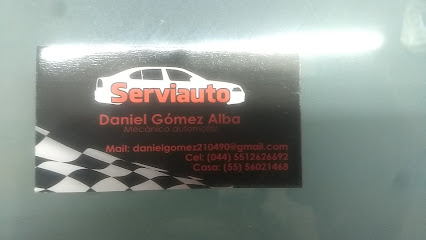 Serviauto
Daniel Gómez Alba
Mecánico automotriz
Mail: danielgomez210490@gmail.com
Cel: (044) 5512626692
Casa: (55) 56021468